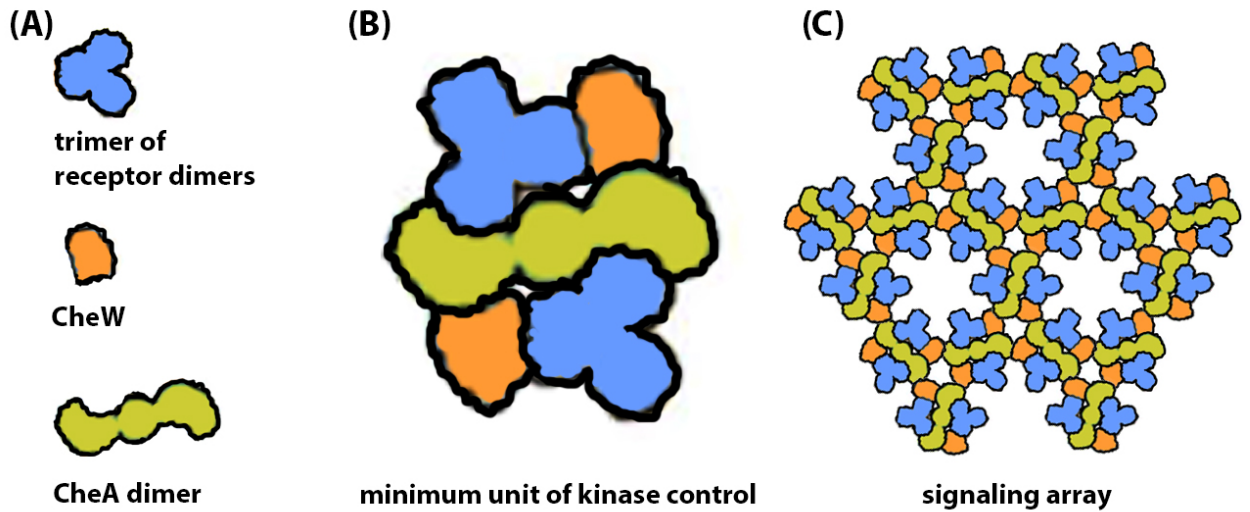 (A)
trimer of
receptor dimers
CheW
CheA dimer
(B)
minimum unit of kinase control
(C)
signaling array